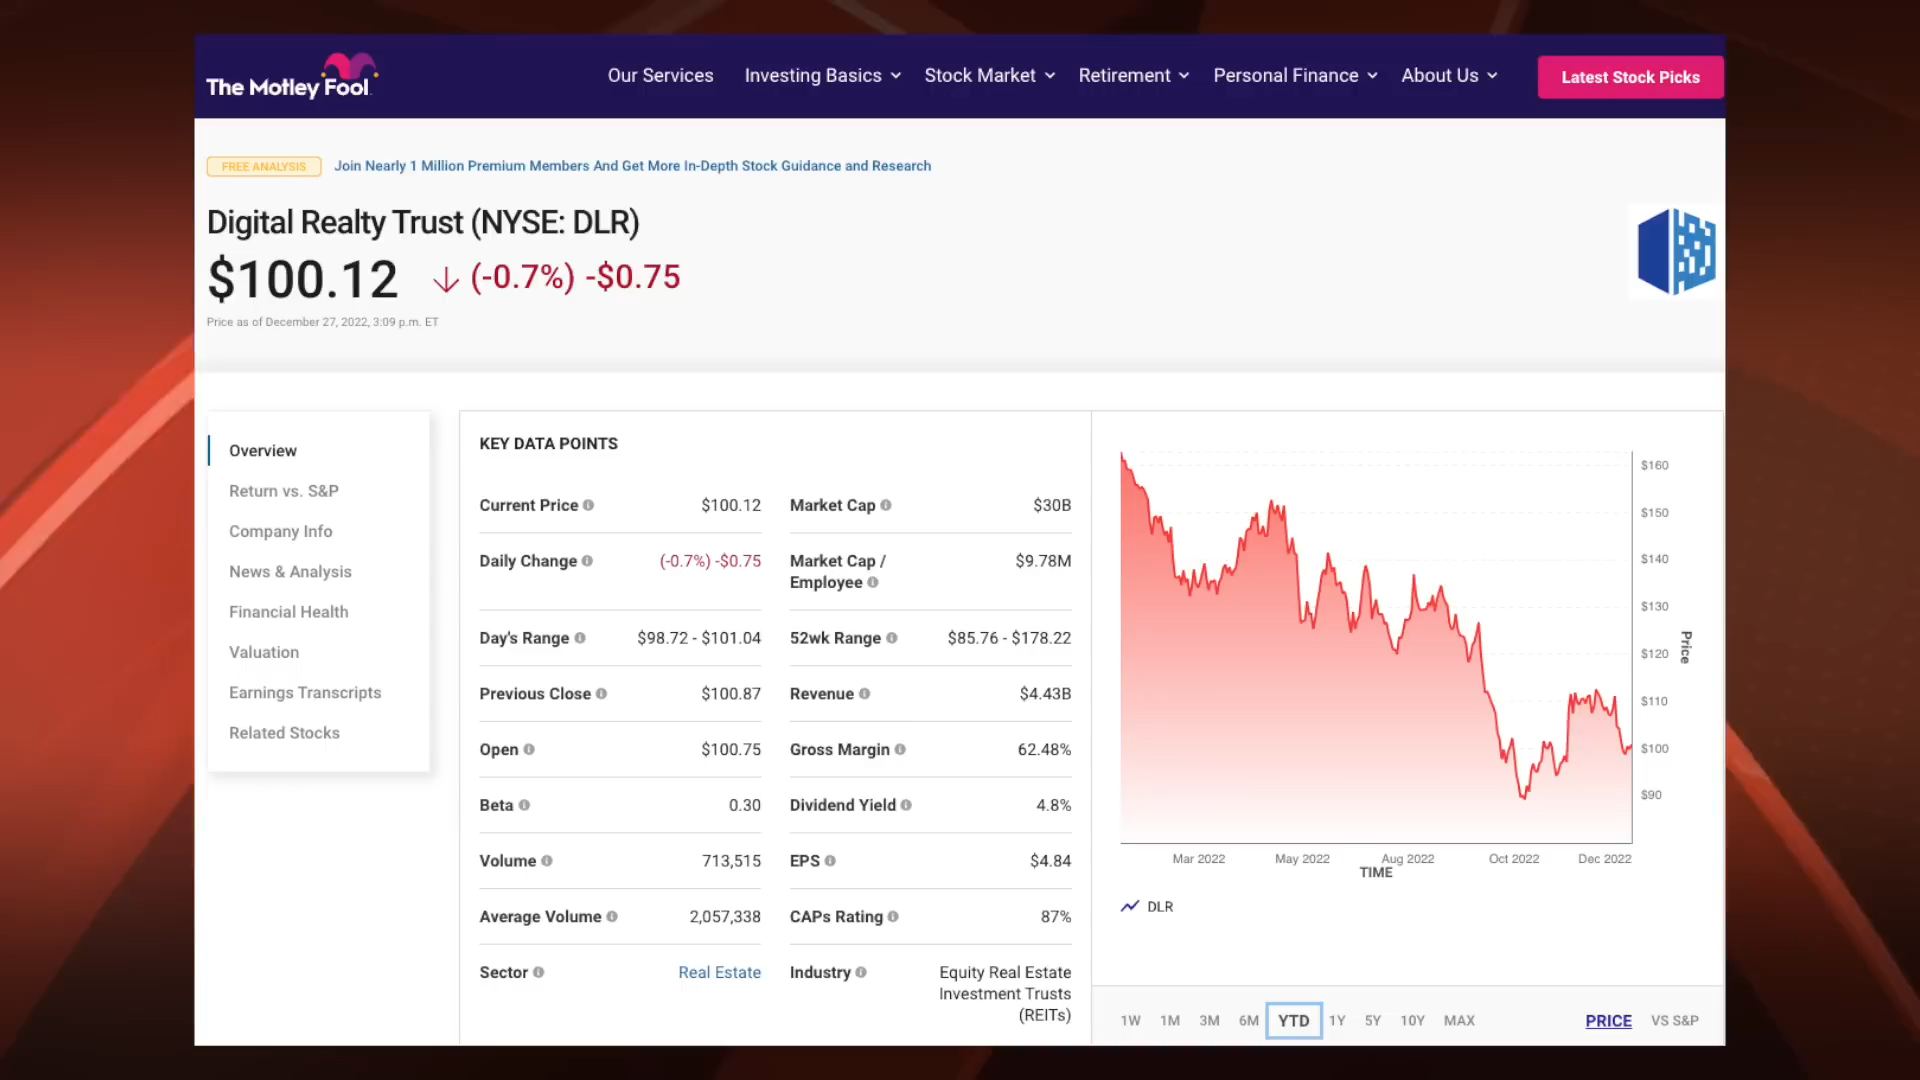 The Motley Fool
Our Services Investing Basics Stock Market Retirement Personal Finance About Us Latest Stock Picks
FREE ANALYSIS Join Nearly 1 Million Premium Members And Get More In-Depth Stock Guidance and Research
Digital Realty Trust (NYSE: DLR)
$100.12 ↓ (-0.7%) -$0.75
Price as of December 27, 2022, 3:09 p.m. ET
Overview
Return vs. S&P
Company Info
News & Analysis
Financial Health
Valuation
Earnings Transcripts
Related Stocks
KEY DATA POINTS
Current Price $100.12 Market Cap $30B
Daily Change (-0.7%) -$0.75 Market Cap /
Employee $9.78M
Day's Range $98.72 - $101.04 52wk Range $85.76 - $178.22
Previous Close $100.87 Revenue $4.43B
Open $100.75 Gross Margin 62.48%
Beta 0.30 Dividend Yield 4.8%
Volume 713,515 EPS $4.84
Average Volume 2,057,338 CAPs Rating 87%
Sector Real Estate Industry Equity Real Estate
Investment Trusts
(REITs)
$160
$150
$140
$130
$120
$110
$100
$90
Price
Mar 2022 May 2022 Aug 2022 Oct 2022 Dec 2022
TIME
DLR
1W 1M 3M 6M YTD 1Y 5Y 10Y MAX PRICE VS S&P